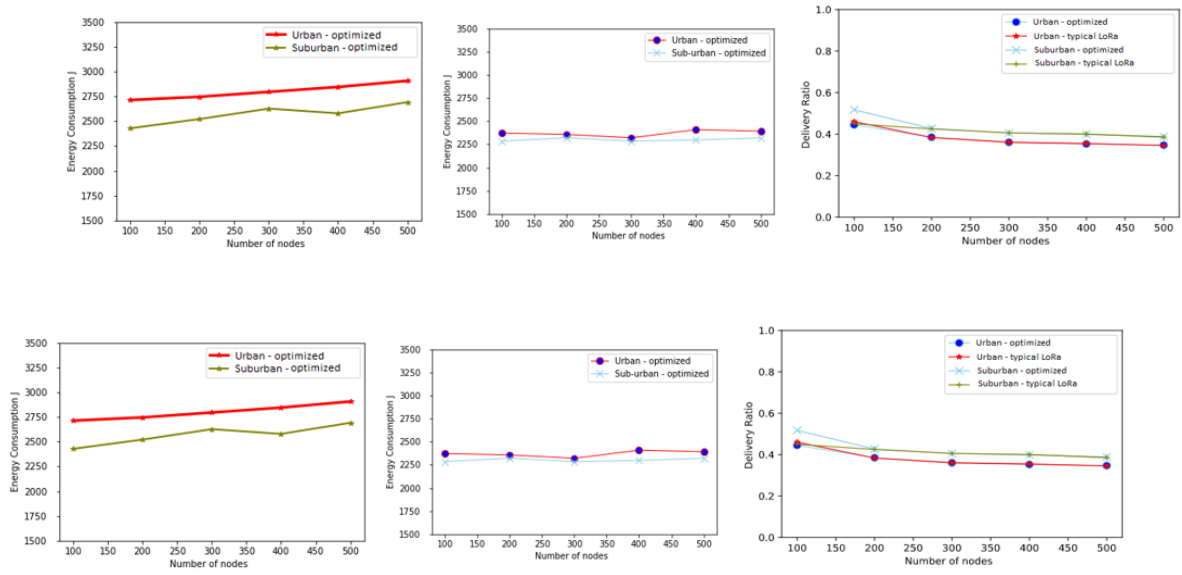 3500
3250
3000
2750
2500
2250
2000
1750
1500
Energy Consumption J
Urban - optimized
Suburban - optimized
100 150 200 250 300 350 400 450 500
Number of nodes
3500
3250
3000
2750
2500
2250
2000
1750
1500
Energy Consumption J
Urban - optimized
Sub-urban - optimized
100 150 200 250 300 350 400 450 500
Number of nodes
1.0
0.8
0.6
0.4
0.2
0.0
Delivery Ratio
Urban - optimized
Urban - typical LoRa
Suburban - optimized
Suburban - typical LoRa
100 150 200 250 300 350 400 450 500
Number of nodes
3500
3250
3000
2750
2500
2250
2000
1750
1500
Energy Consumption J
Urban - optimized
Suburban - optimized
100 150 200 250 300 350 400 450 500
Number of nodes
3500
3250
3000
2750
2500
2250
2000
1750
1500
Energy Consumption J
Urban - optimized
Sub-urban - optimized
100 150 200 250 300 350 400 450 500
Number of nodes
1.0
0.8
0.6
0.4
0.2
0.0
Delivery Ratio
Urban - optimized
Urban - typical LoRa
Suburban - optimized
Suburban - typical LoRa
100 150 200 250 300 350 400 450 500
Number of nodes